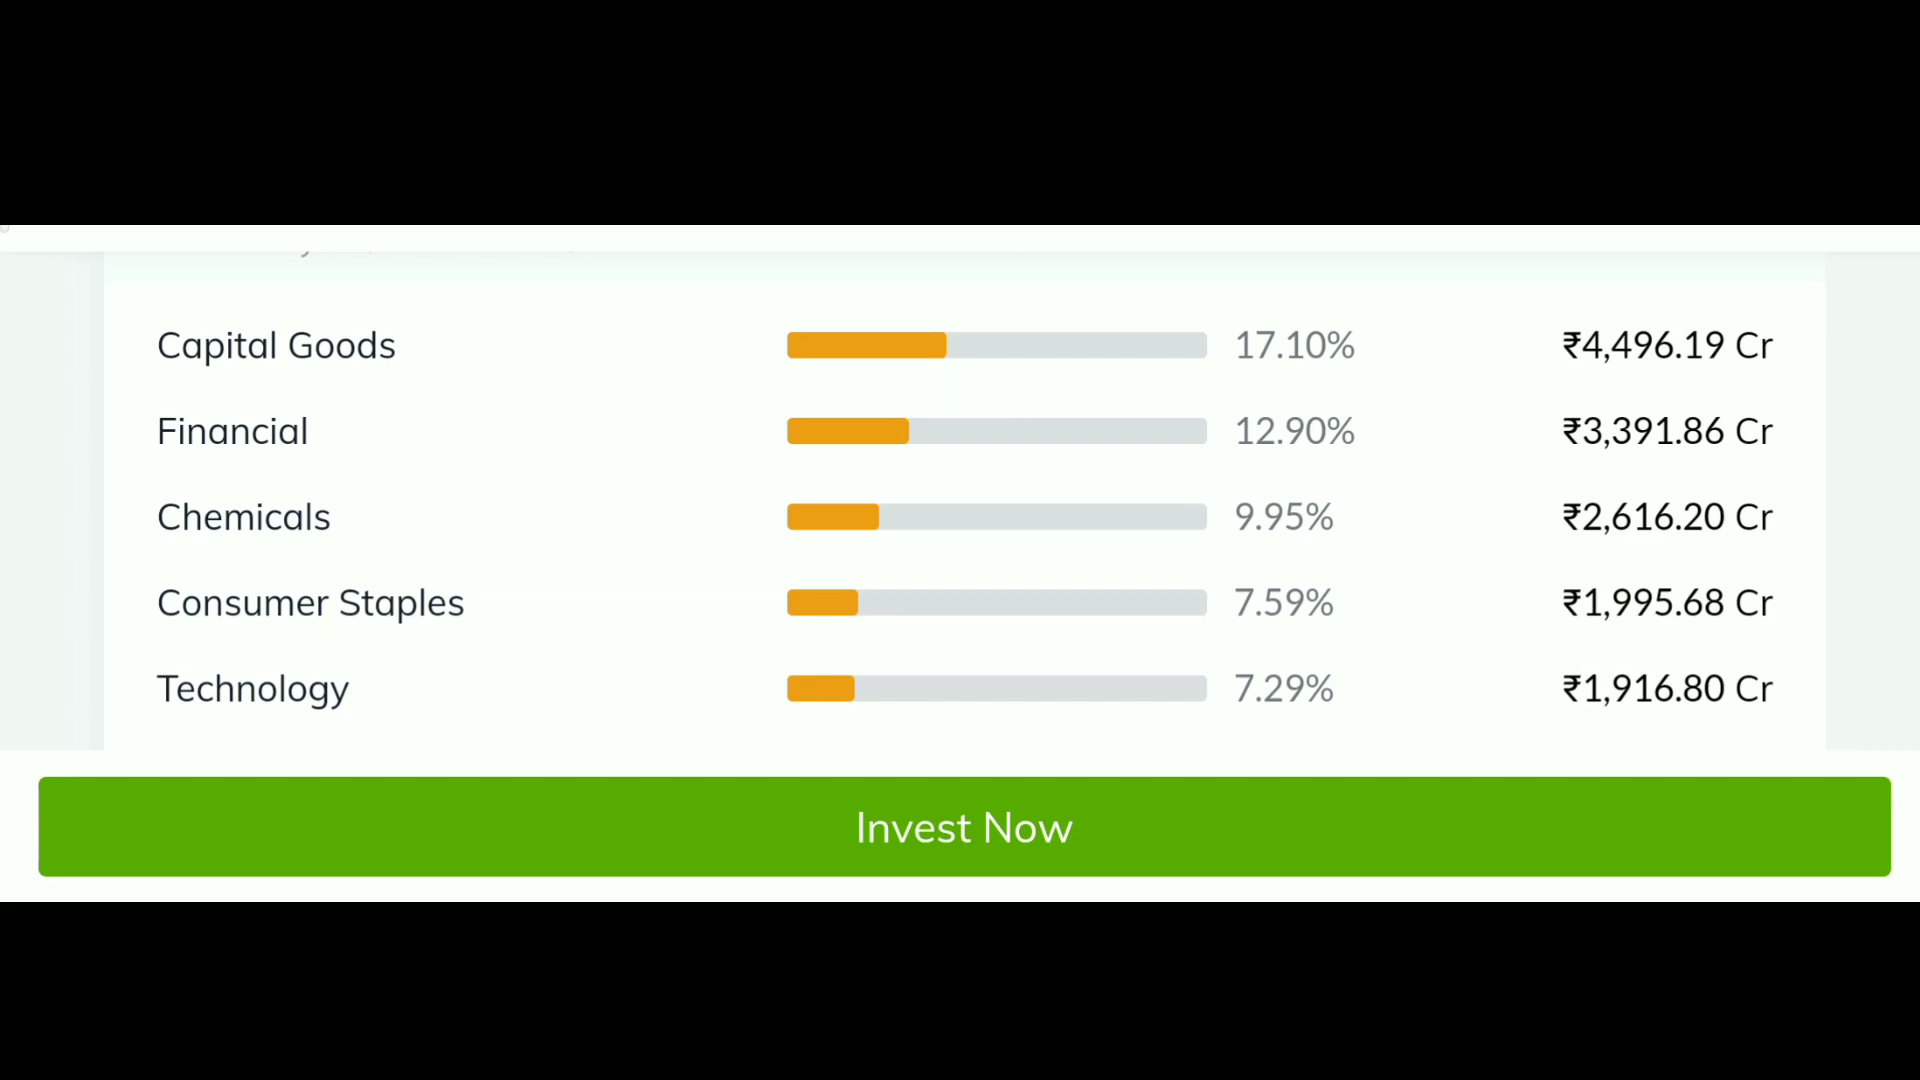 Capital Goods 17.10% ₹4,496.19 Cr
Financial 12.90% ₹3,391.86 Cr
Chemicals 9.95% ₹2,616.20 Cr
Consumer Staples 7.59% ₹1,995.68 Cr
Technology 7.29% ₹1,916.80 Cr
Invest Now